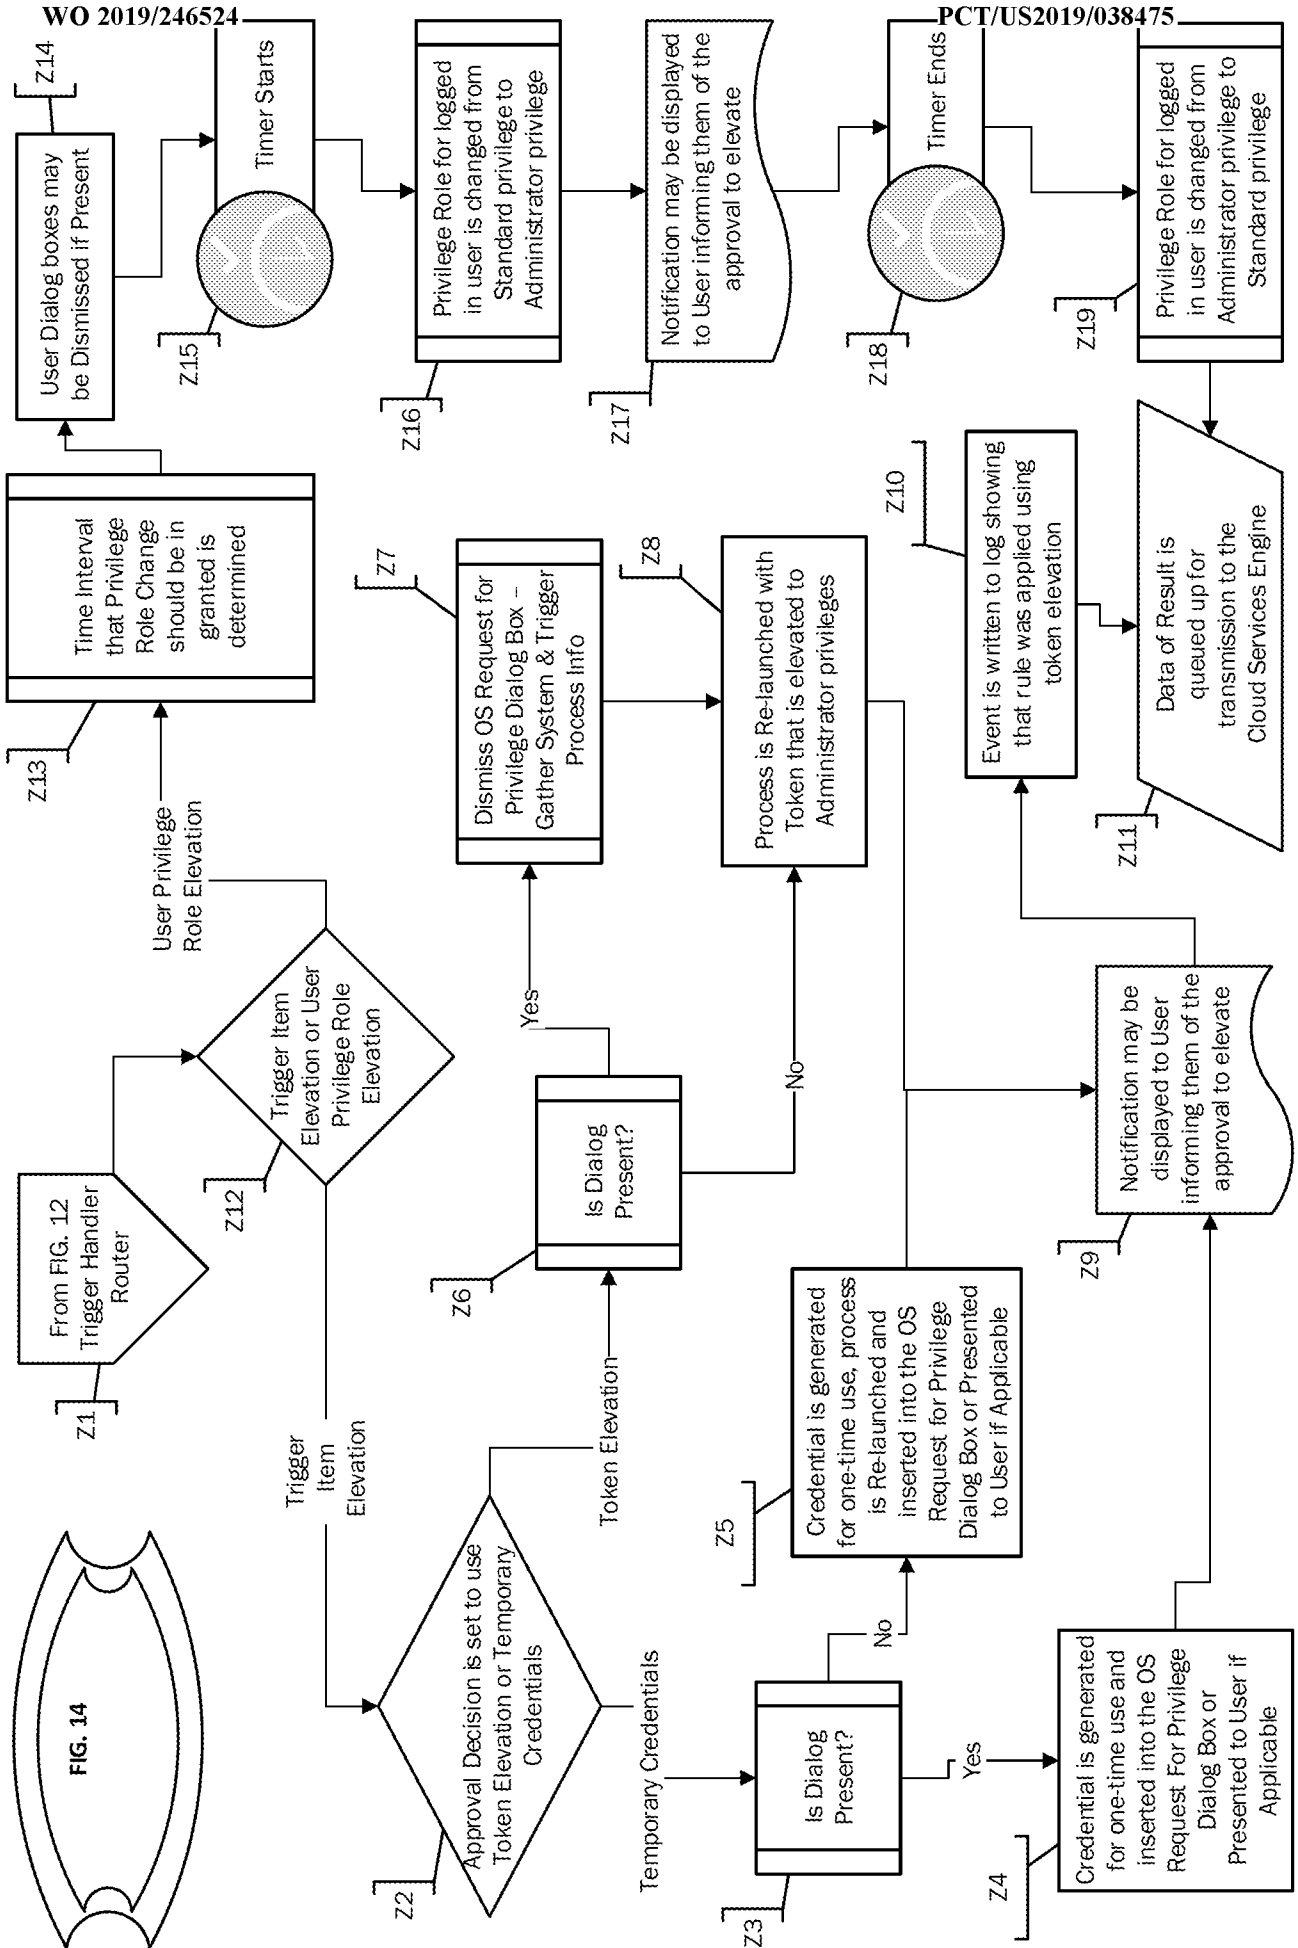 WO 2019/246524
PCT/US2019/038475
FIG. 14
Z1
From FIG. 12
Trigger Handler
Router
Z12
Trigger Item
Elevation or User
Privilege Role
Elevation
User Privilege
Role Elevation
Z13
Time Interval
that Privilege
Role Change
should be in
granted is
determined
Z14
User Dialog boxes may
be Dismissed if Present
Z15
Timer Starts
Z16
Privilege Role for logged
in user is changed from
Standard privilege to
Administrator privilege
Z17
Notification may be displayed
to User informing them of the
approval to elevate
Z18
Timer Ends
Z19
Privilege Role for logged
in user is changed from
Administrator privilege to
Standard privilege
Trigger
Item
Elevation
Z2
Approval Decision is set to use
Token Elevation or Temporary
Credentials
Token Elevation
Z6
Is Dialog
Present?
Yes
Z7
Dismiss OS Request for
Privilege Dialog Box –
Gather System & Trigger
Process Info
No
Z8
Process is Re-launched with
Token that is elevated to
Administrator privileges
Temporary Credentials
Z3
Is Dialog
Present?
No
Z5
Credential is generated
for one-time use, process
is Re-launched and
inserted into the OS
Request for Privilege
Dialog Box or Presented
to User if Applicable
Yes
Z4
Credential is generated
for one-time use and
inserted into the OS
Request For Privilege
Dialog Box or
Presented to User if
Applicable
Z9
Notification may be
displayed to User
informing them of the
approval to elevate
Z10
Event is written to log showing
that rule was applied using
token elevation
Z11
Data of Result is
queued up for
transmission to the
Cloud Services Engine